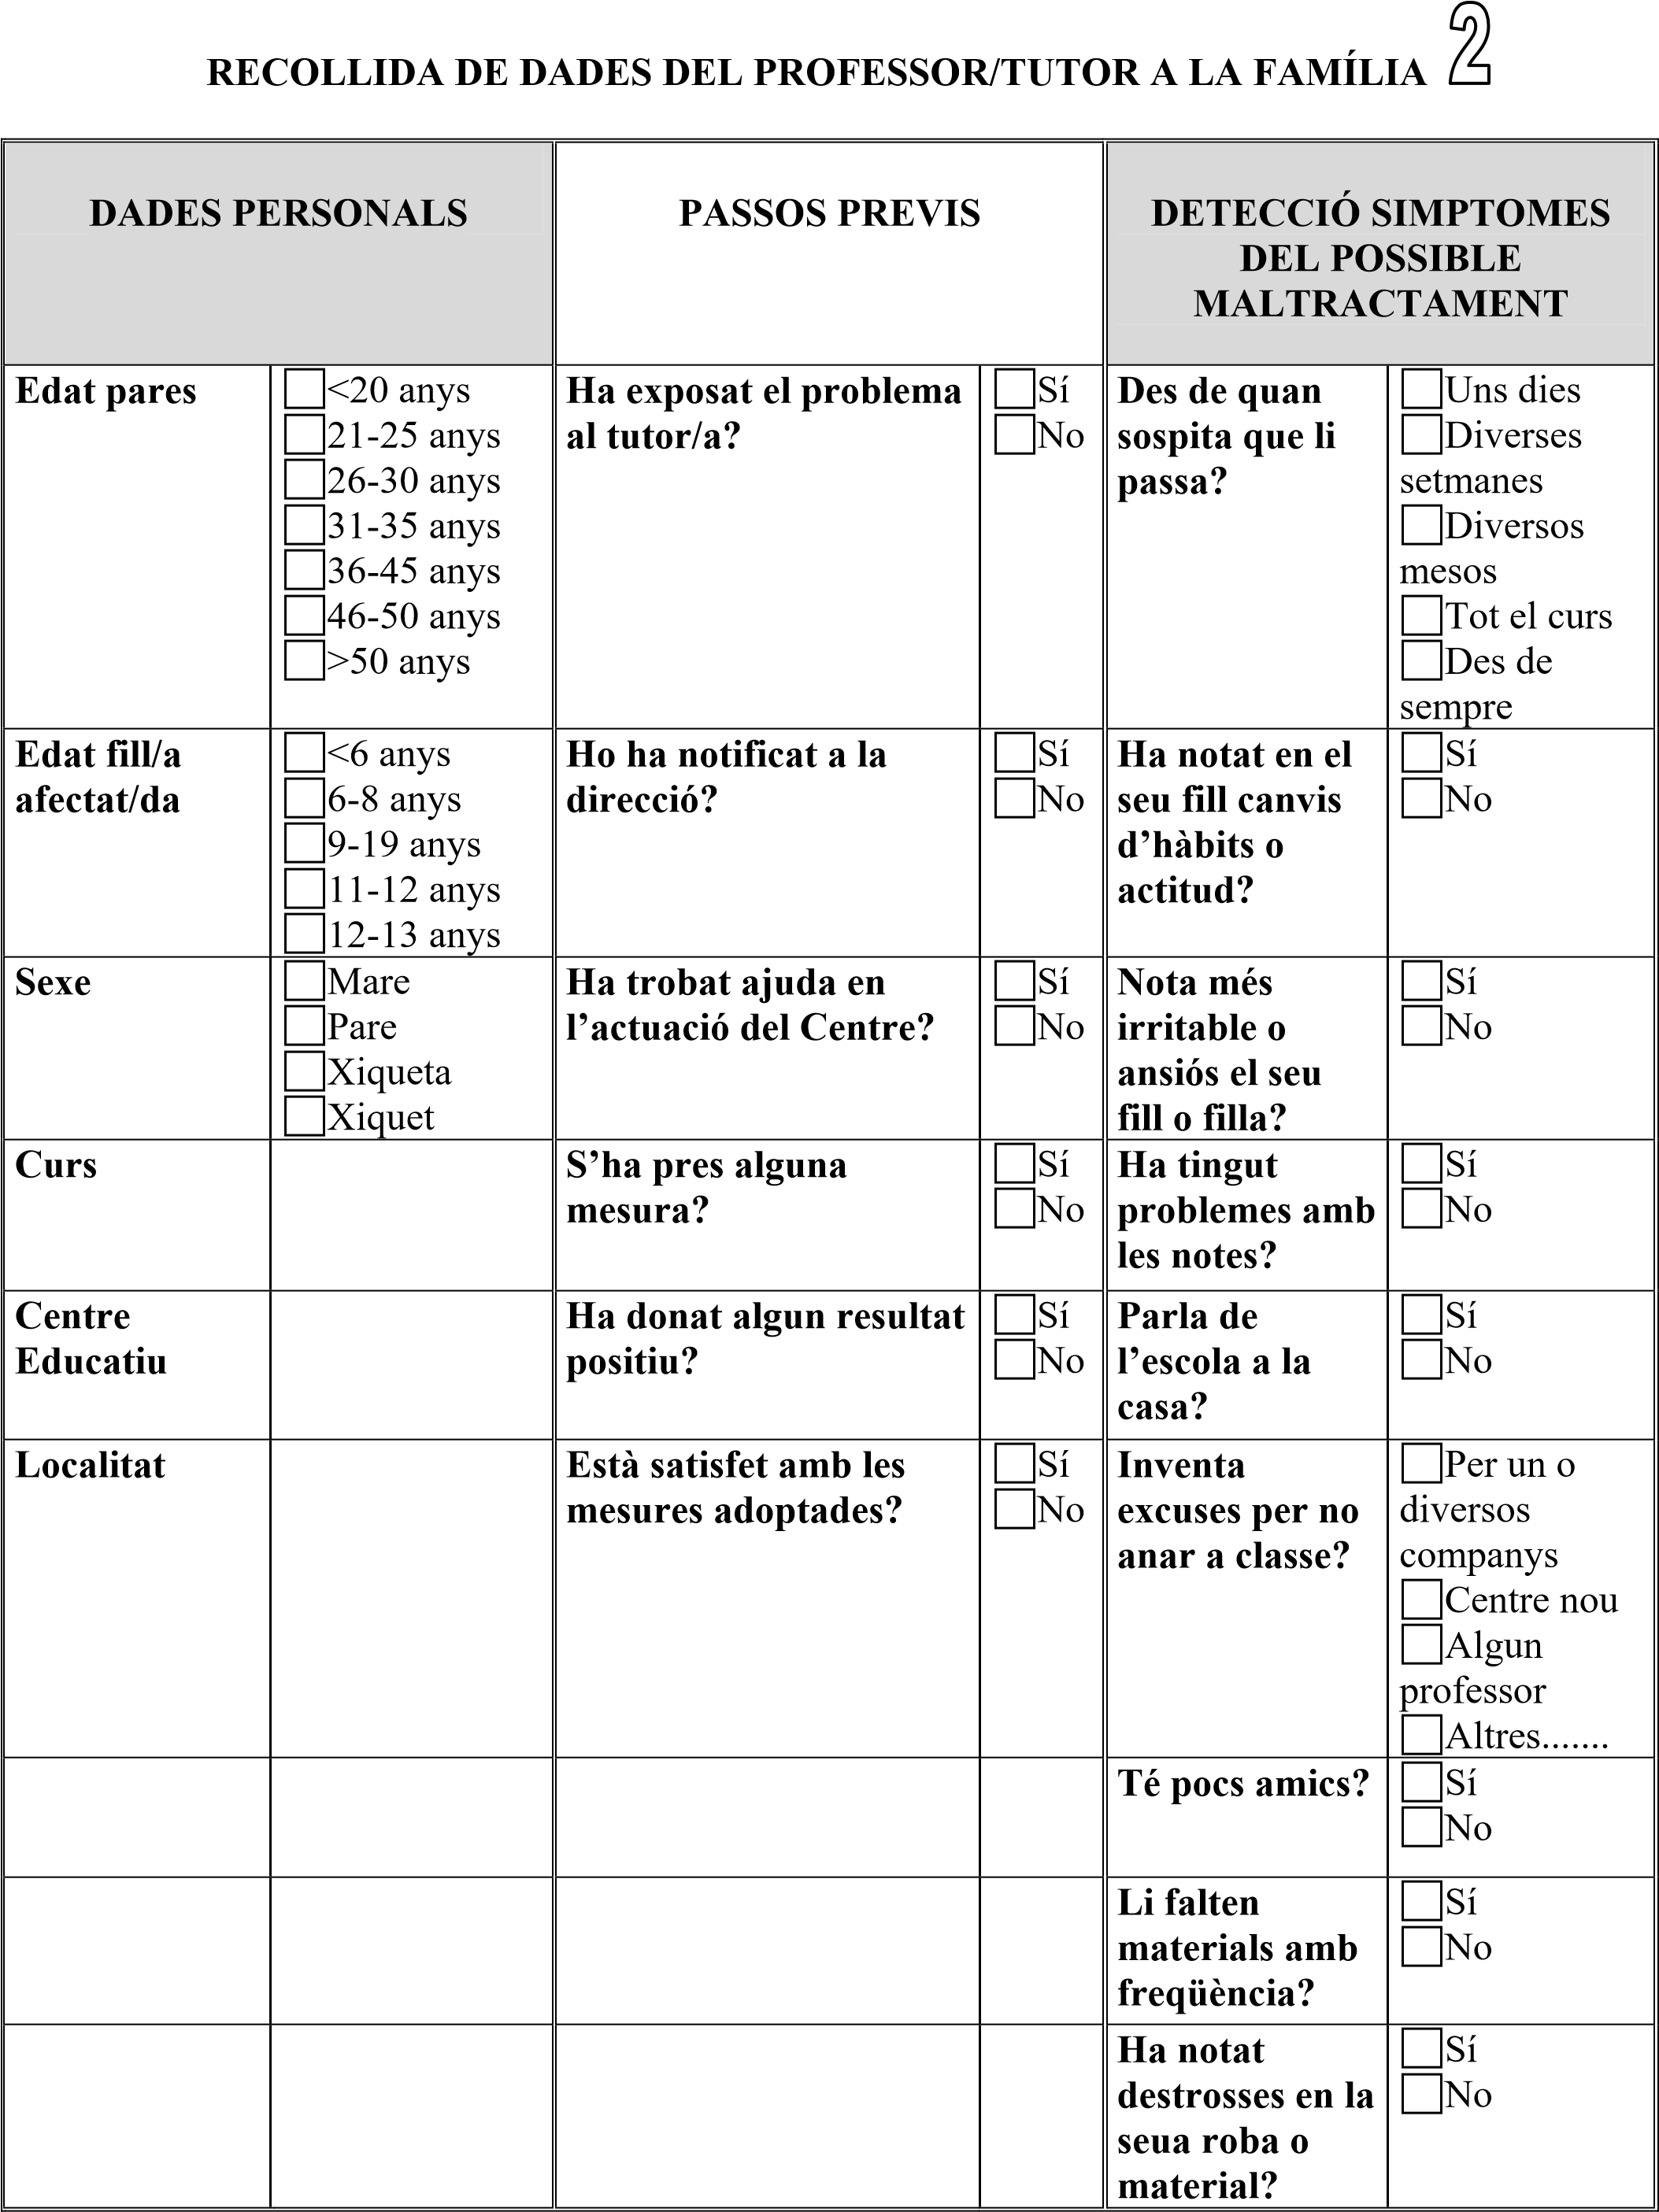 RECOLLIDA DE DADES DEL PROFESSOR/TUTOR A LA FAMÍLIA 2
DADES PERSONALS
PASSOS PREVIS
DETECCIÓ SIMPTOMES
DEL POSSIBLE
MALTRACTAMENT
Edat pares
<20 anys
21-25 anys
26-30 anys
31-35 anys
36-45 anys
46-50 anys
>50 anys
Ha exposat el problema
al tutor/a?
Sí
No
Des de quan
sospita que li
passa?
Uns dies
Diverses
setmanes
Diversos
mesos
Tot el curs
Des de
sempre
Edat fill/a
afectat/da
<6 anys
6-8 anys
9-19 anys
11-12 anys
12-13 anys
Ho ha notificat a la
direcció?
Sí
No
Ha notat en el
seu fill canvis
d’hàbits o
actitud?
Sí
No
Sexe
Mare
Pare
Xiqueta
Xiquet
Ha trobat ajuda en
l’actuació del Centre?
Sí
No
Nota més
irritable o
ansiós el seu
fill o filla?
Sí
No
Curs
S’ha pres alguna
mesura?
Sí
No
Ha tingut
problemes amb
les notes?
Sí
No
Centre
Educatiu
Ha donat algun resultat
positiu?
Sí
No
Parla de
l’escola a la
casa?
Sí
No
Localitat
Està satisfet amb les
mesures adoptades?
Sí
No
Inventa
excuses per no
anar a classe?
Per un o
diversos
companys
Centre nou
Algun
professor
Altres.......
Té pocs amics?
Sí
No
Li falten
materials amb
freqüència?
Sí
No
Ha notat
destrosses en la
seua roba o
material?
Sí
No